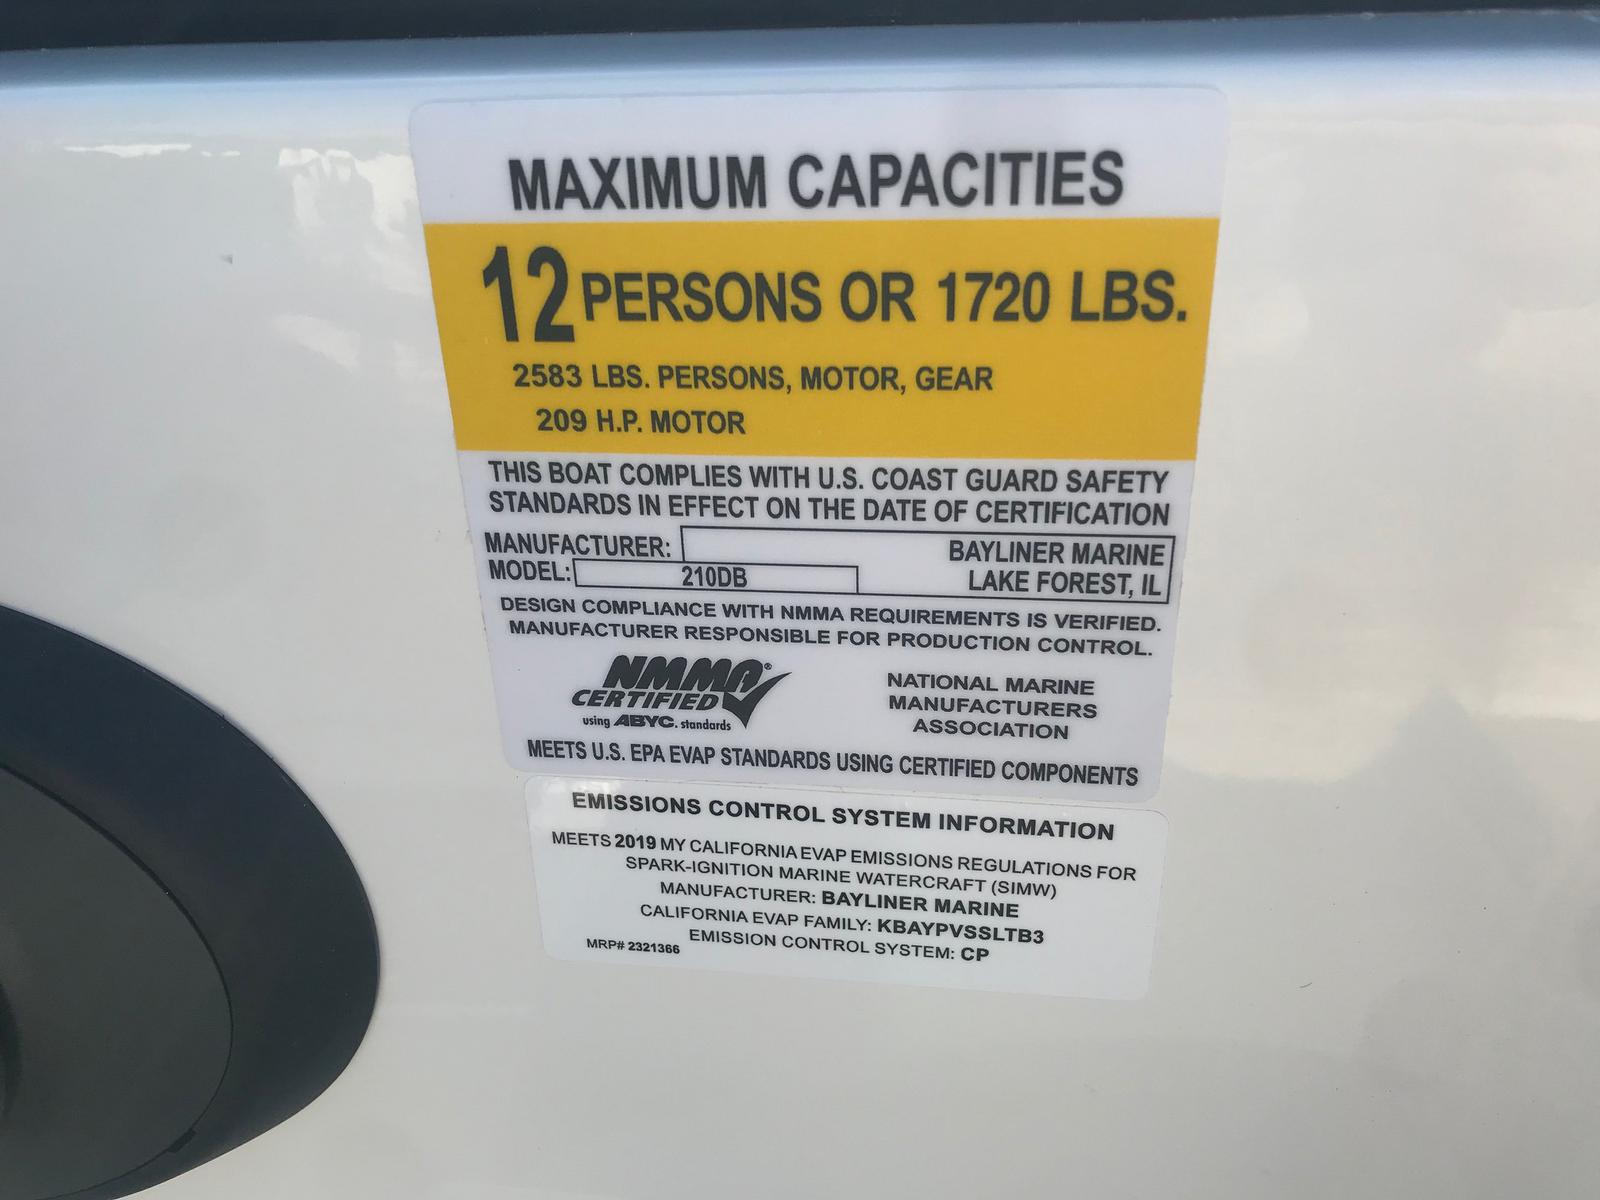 MAXIMUM CAPACITIES
12 PERSONS OR 1720 LBS.
2583 LBS. PERSONS, MOTOR, GEAR
209 H.P. MOTOR
THIS BOAT COMPLIES WITH U.S. COAST GUARD SAFETY
STANDARDS IN EFFECT ON THE DATE OF CERTIFICATION
MANUFACTURER: BAYLINER MARINE
MODEL: 210DB LAKE FOREST, IL
DESIGN COMPLIANCE WITH NMMA REQUIREMENTS IS VERIFIED.
MANUFACTURER RESPONSIBLE FOR PRODUCTION CONTROL.
NMMA®
CERTIFIED
using ABYC. standards
NATIONAL MARINE
MANUFACTURERS
ASSOCIATION
MEETS U.S. EPA EVAP STANDARDS USING CERTIFIED COMPONENTS
EMISSIONS CONTROL SYSTEM INFORMATION
MEETS 2019 MY CALIFORNIA EVAP EMISSIONS REGULATIONS FOR
SPARK-IGNITION MARINE WATERCRAFT (SIMW)
MANUFACTURER: BAYLINER MARINE
CALIFORNIA EVAP FAMILY: KBAYPVSSLTB3
MRP# 2321366 EMISSION CONTROL SYSTEM: CP